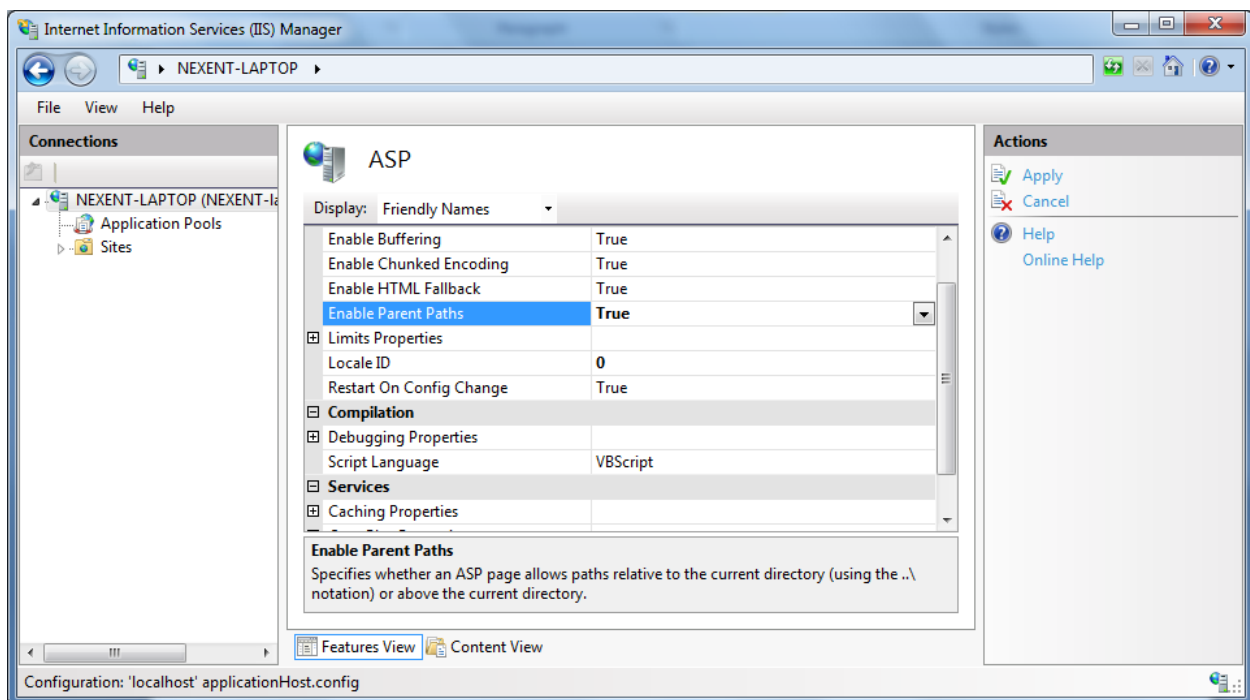 Internet Information Services (IIS) Manager
NEXENT-LAPTOP
File View Help
Connections
NEXENT-LAPTOP (NEXENT-la
Application Pools
Sites
ASP
Display: Friendly Names
Enable Buffering True
Enable Chunked Encoding True
Enable HTML Fallback True
Enable Parent Paths True
Limits Properties
Locale ID 0
Restart On Config Change True
Compilation
Debugging Properties
Script Language VBScript
Services
Caching Properties
Enable Parent Paths
Specifies whether an ASP page allows paths relative to the current directory (using the ..\
notation) or above the current directory.
Features View Content View
Actions
Apply
Cancel
Help
Online Help
Configuration: 'localhost' applicationHost.config